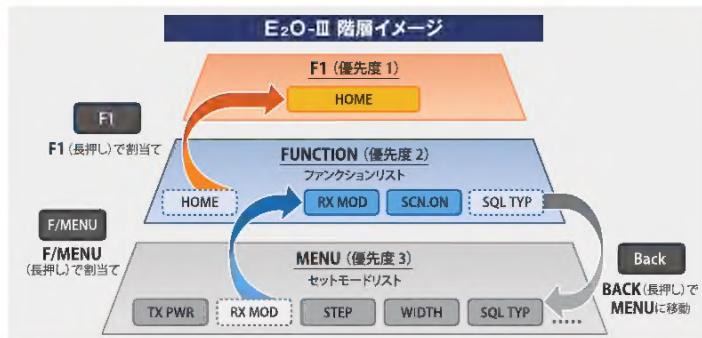 E₂O-III 階層イメージ
F1(優先度 1)
HOME
F1
F1(長押し)で割当て
FUNCTION(優先度 2)
ファンクションリスト
HOME
RX MOD
SCN.ON
SQL TYP
F/MENU
F/MENU
(長押し)で割当て
MENU(優先度 3)
セットモードリスト
TX PWR
RX MOD
STEP
WIDTH
SQL TYP
.....
Back
BACK(長押し)で
MENUに移動